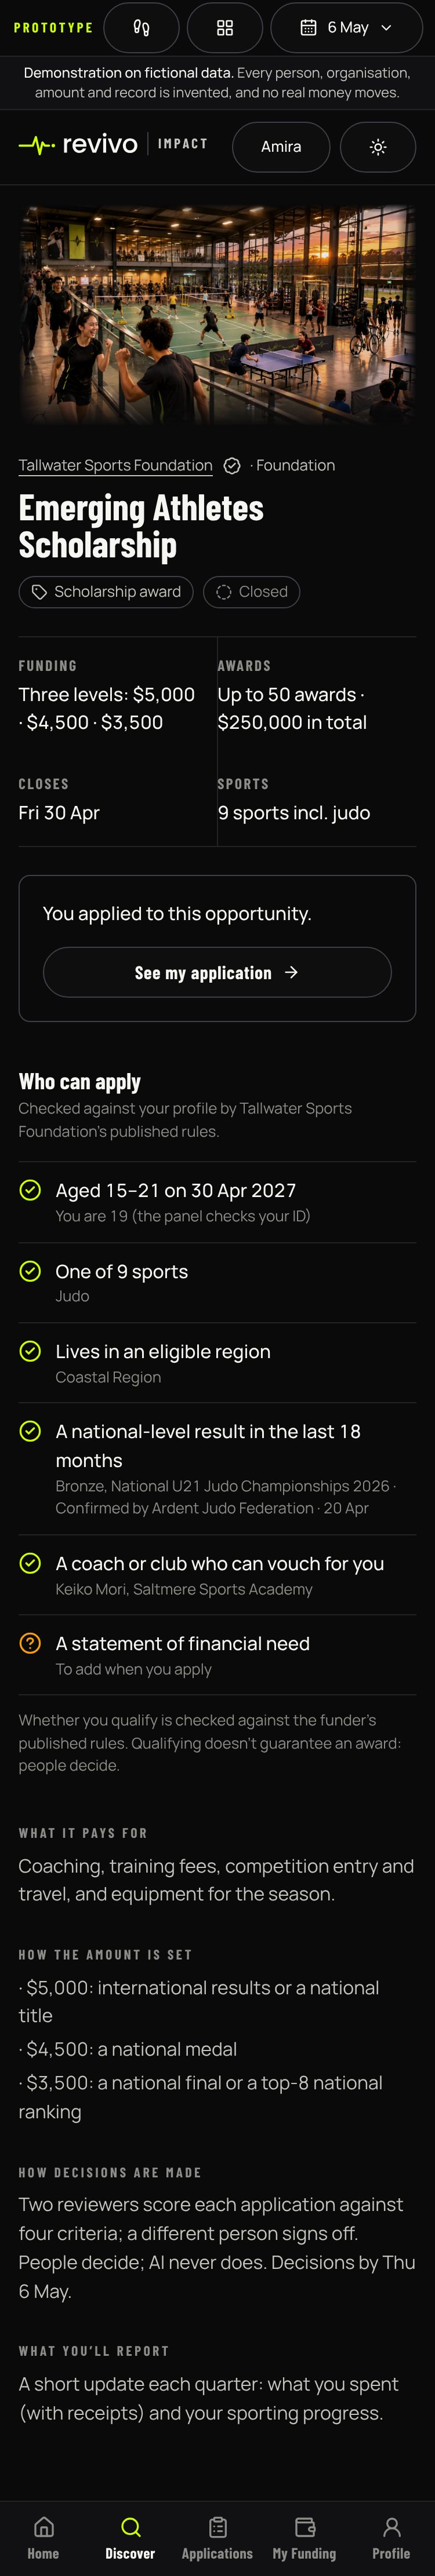 PROTOTYPE
6 May
Demonstration on fictional data. Every person, organisation,
amount and record is invented, and no real money moves.
revivo
IMPACT
Amira
Tallwater Sports Foundation · Foundation
Emerging Athletes
Scholarship
Scholarship award
Closed
FUNDING
Three levels: $5,000
· $4,500 · $3,500
AWARDS
Up to 50 awards ·
$250,000 in total
CLOSES
Fri 30 Apr
SPORTS
9 sports incl. judo
You applied to this opportunity.
See my application
Who can apply
Checked against your profile by Tallwater Sports
Foundation's published rules.
Aged 15–21 on 30 Apr 2027
You are 19 (the panel checks your ID)
One of 9 sports
Judo
Lives in an eligible region
Coastal Region
A national-level result in the last 18
months
Bronze, National U21 Judo Championships 2026 ·
Confirmed by Ardent Judo Federation · 20 Apr
A coach or club who can vouch for you
Keiko Mori, Saltmere Sports Academy
A statement of financial need
To add when you apply
Whether you qualify is checked against the funder's
published rules. Qualifying doesn't guarantee an award:
people decide.
WHAT IT PAYS FOR
Coaching, training fees, competition entry and
travel, and equipment for the season.
HOW THE AMOUNT IS SET
· $5,000: international results or a national
title
· $4,500: a national medal
· $3,500: a national final or a top-8 national
ranking
HOW DECISIONS ARE MADE
Two reviewers score each application against
four criteria; a different person signs off.
People decide; AI never does. Decisions by Thu
6 May.
WHAT YOU'LL REPORT
A short update each quarter: what you spent
(with receipts) and your sporting progress.
Home
Discover
Applications
My Funding
Profile